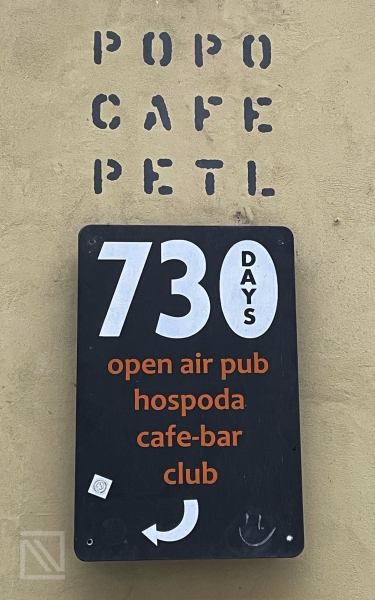 POPO
CAFE
PETL
730
DAYS
open air pub
hospoda
cafe-bar
club